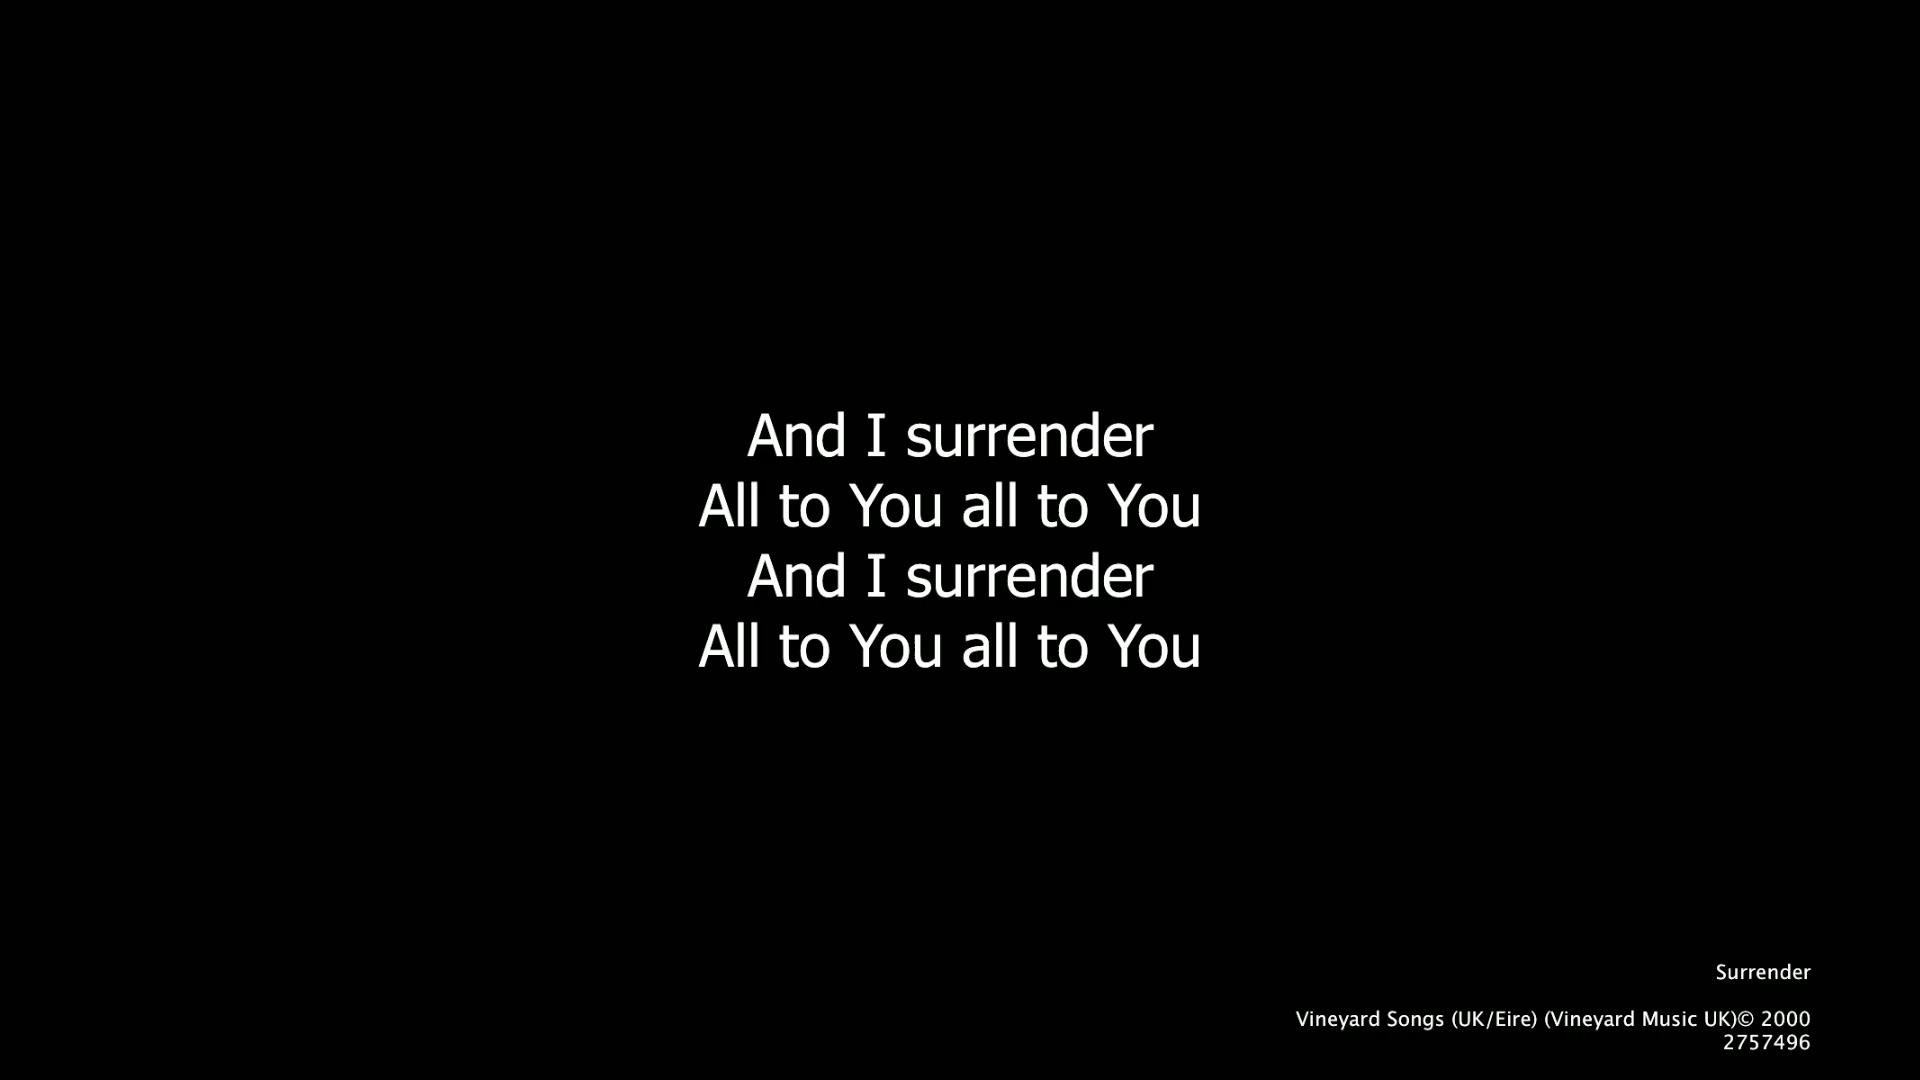 And I surrender
All to You all to You
And I surrender
All to You all to You
Surrender
Vineyard Songs (UK/Eire) (Vineyard Music UK)© 2000
2757496